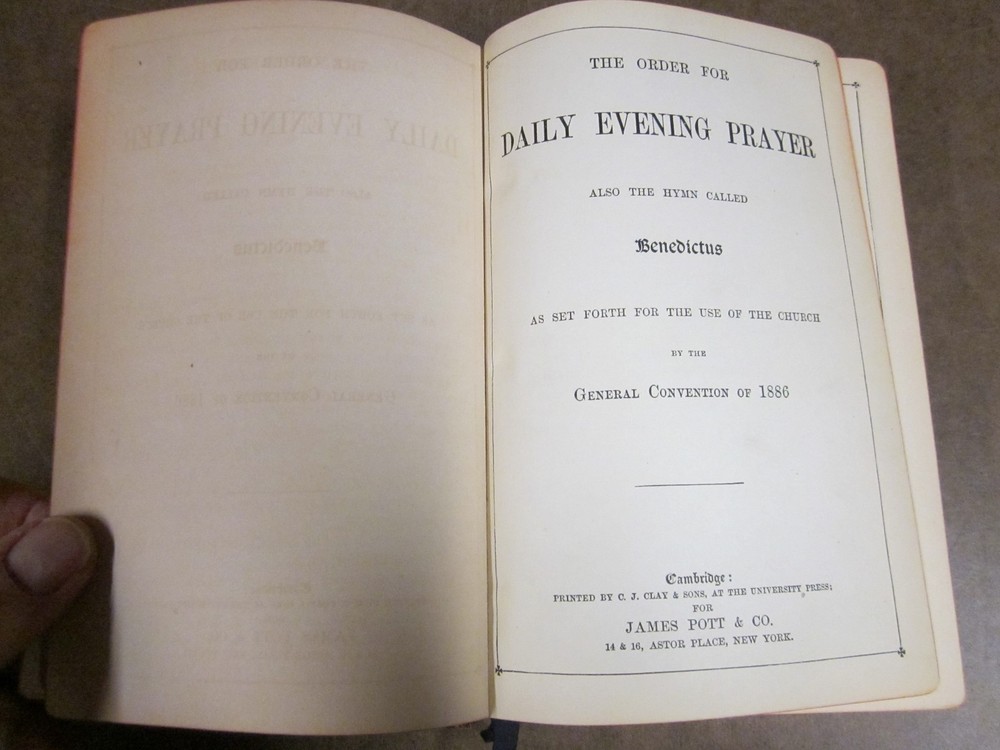 THE ORDER FOR
DAILY EVENING PRAYER
ALSO THE HYMN CALLED
Benedictus
AS SET FORTH FOR THE USE OF THE CHURCH
BY THE
GENERAL CONVENTION OF 1886
Cambridge:
PRINTED BY C. J. CLAY & SONS, AT THE UNIVERSITY PRESS;
FOR
JAMES POTT & CO.
14 & 16, ASTOR PLACE, NEW YORK.